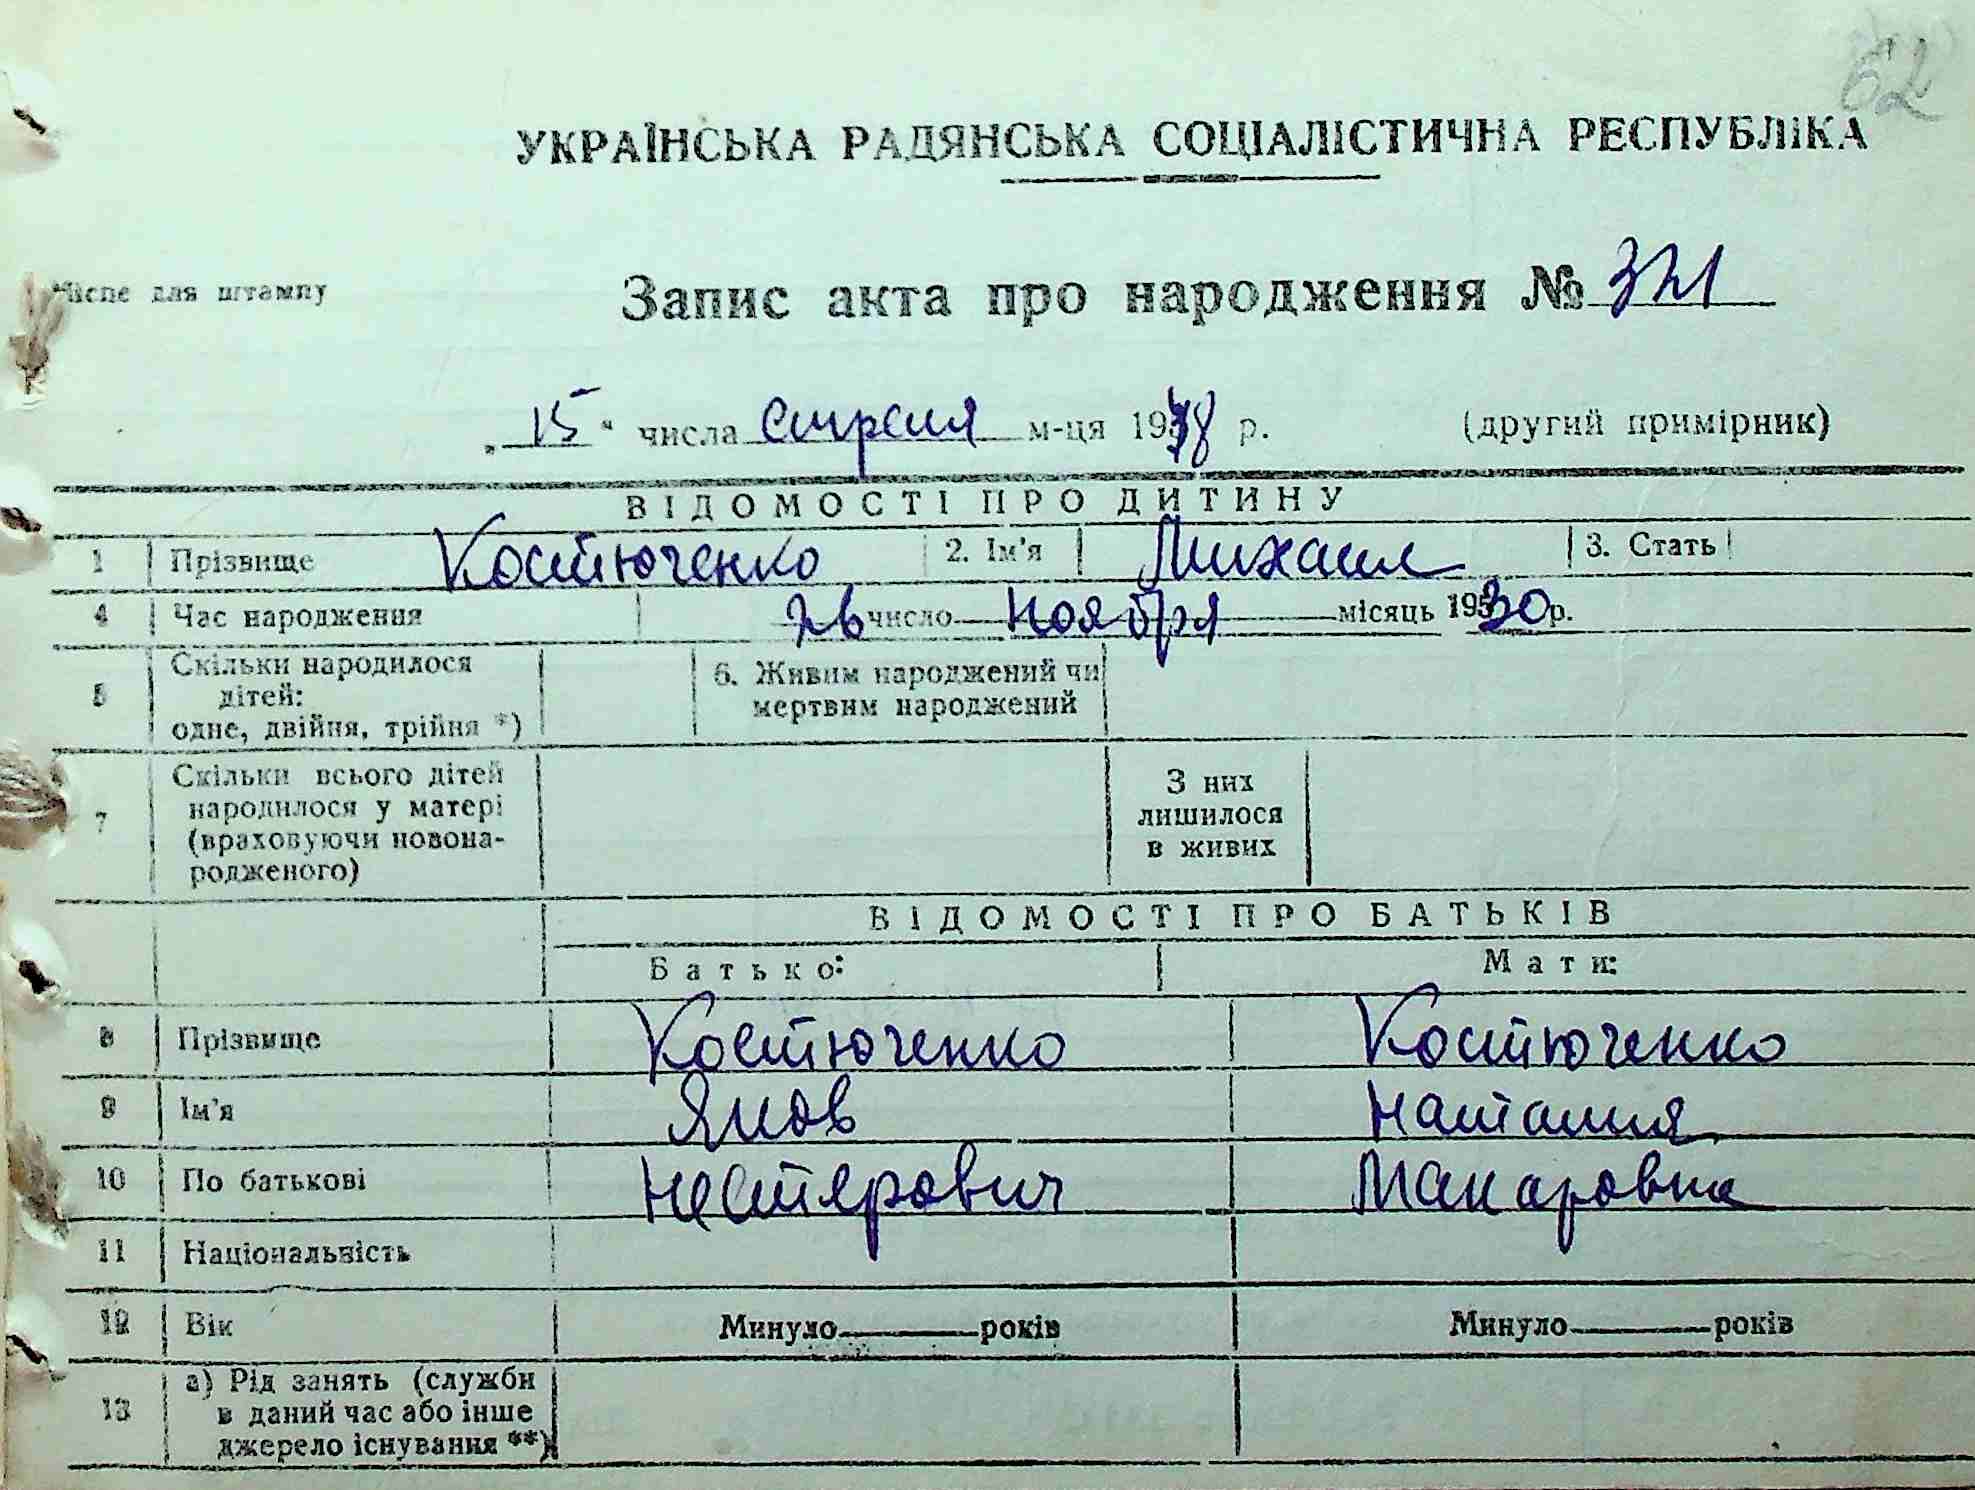 62
УКРАЇНСЬКА РАДЯНСЬКА СОЦІАЛІСТИЧНА РЕСПУБЛІКА
Місце для штампу
Запис акта про народження № 321
„15“ числа апреля м-ця 1948 р. (другий примірник)
ВІДОМОСТІ ПРО ДИТИНУ
1 Прізвище Костюченко 2. Ім'я Михаил 3. Стать
4 Час народження 26 число ноября місяць 1930 р.
5 Скільки народилося дітей: одне, двійня, трійня *) 6. Живим народжений чи мертвим народжений
7 Скільки всього дітей народилося у матері (враховуючи новона-родженого) З них лишилося в живих
ВІДОМОСТІ ПРО БАТЬКІВ
Батько: Мати:
8 Прізвище Костюченко Костюченко
9 Ім'я Яков Наталия
10 По батькові Нестерович Макаровна
11 Національність
12 Вік Минуло років Минуло років
13 а) Рід занять (служби в даний час або інше джерело існування **)